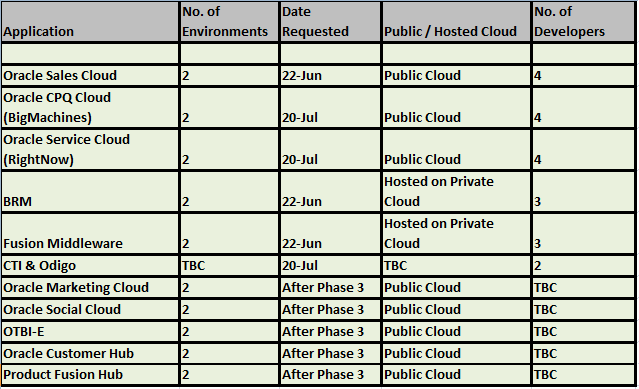 Application No. of Environments Date Requested Public / Hosted Cloud No. of Developers
Oracle Sales Cloud 2 22-Jun Public Cloud 4
Oracle CPQ Cloud (BigMachines) 2 20-Jul Public Cloud 4
Oracle Service Cloud (RightNow) 2 20-Jul Public Cloud 4
BRM 2 22-Jun Hosted on Private Cloud 3
Fusion Middleware 2 22-Jun Hosted on Private Cloud 3
CTI & Odigo TBC 20-Jul TBC 2
Oracle Marketing Cloud 2 After Phase 3 Public Cloud TBC
Oracle Social Cloud 2 After Phase 3 Public Cloud TBC
OTBI-E 2 After Phase 3 Public Cloud TBC
Oracle Customer Hub 2 After Phase 3 Public Cloud TBC
Product Fusion Hub 2 After Phase 3 Public Cloud TBC